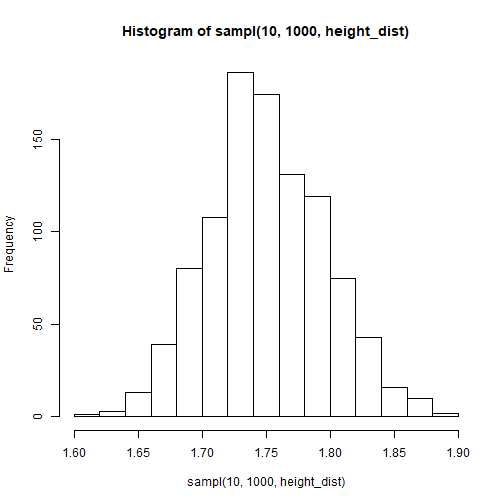 Histogram of sampl(10, 1000, height_dist)
150
100
50
0
Frequency
1.60 1.65 1.70 1.75 1.80 1.85 1.90
sampl(10, 1000, height_dist)